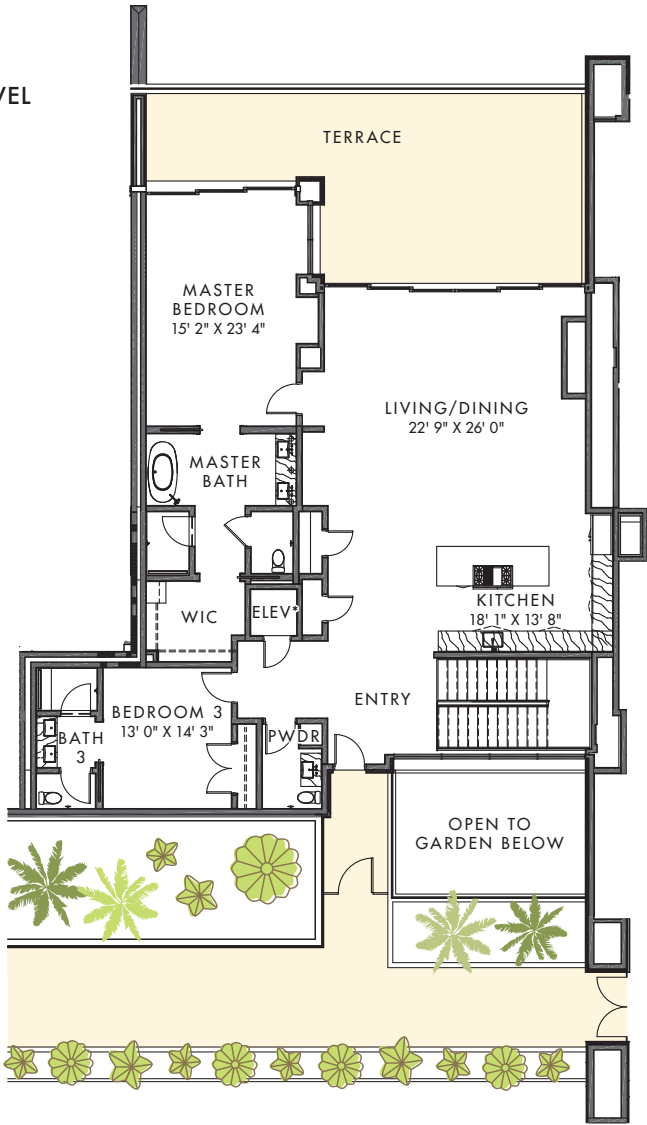 VEL
TERRACE
MASTER
BEDROOM
15' 2" X 23' 4"
LIVING/DINING
22' 9" X 26' 0"
MASTER
BATH
KITCHEN
18' 1" X 13' 8"
WIC
ELEV*
ENTRY
BEDROOM 3
13' 0" X 14' 3"
BATH
3
PWDR
OPEN TO
GARDEN BELOW